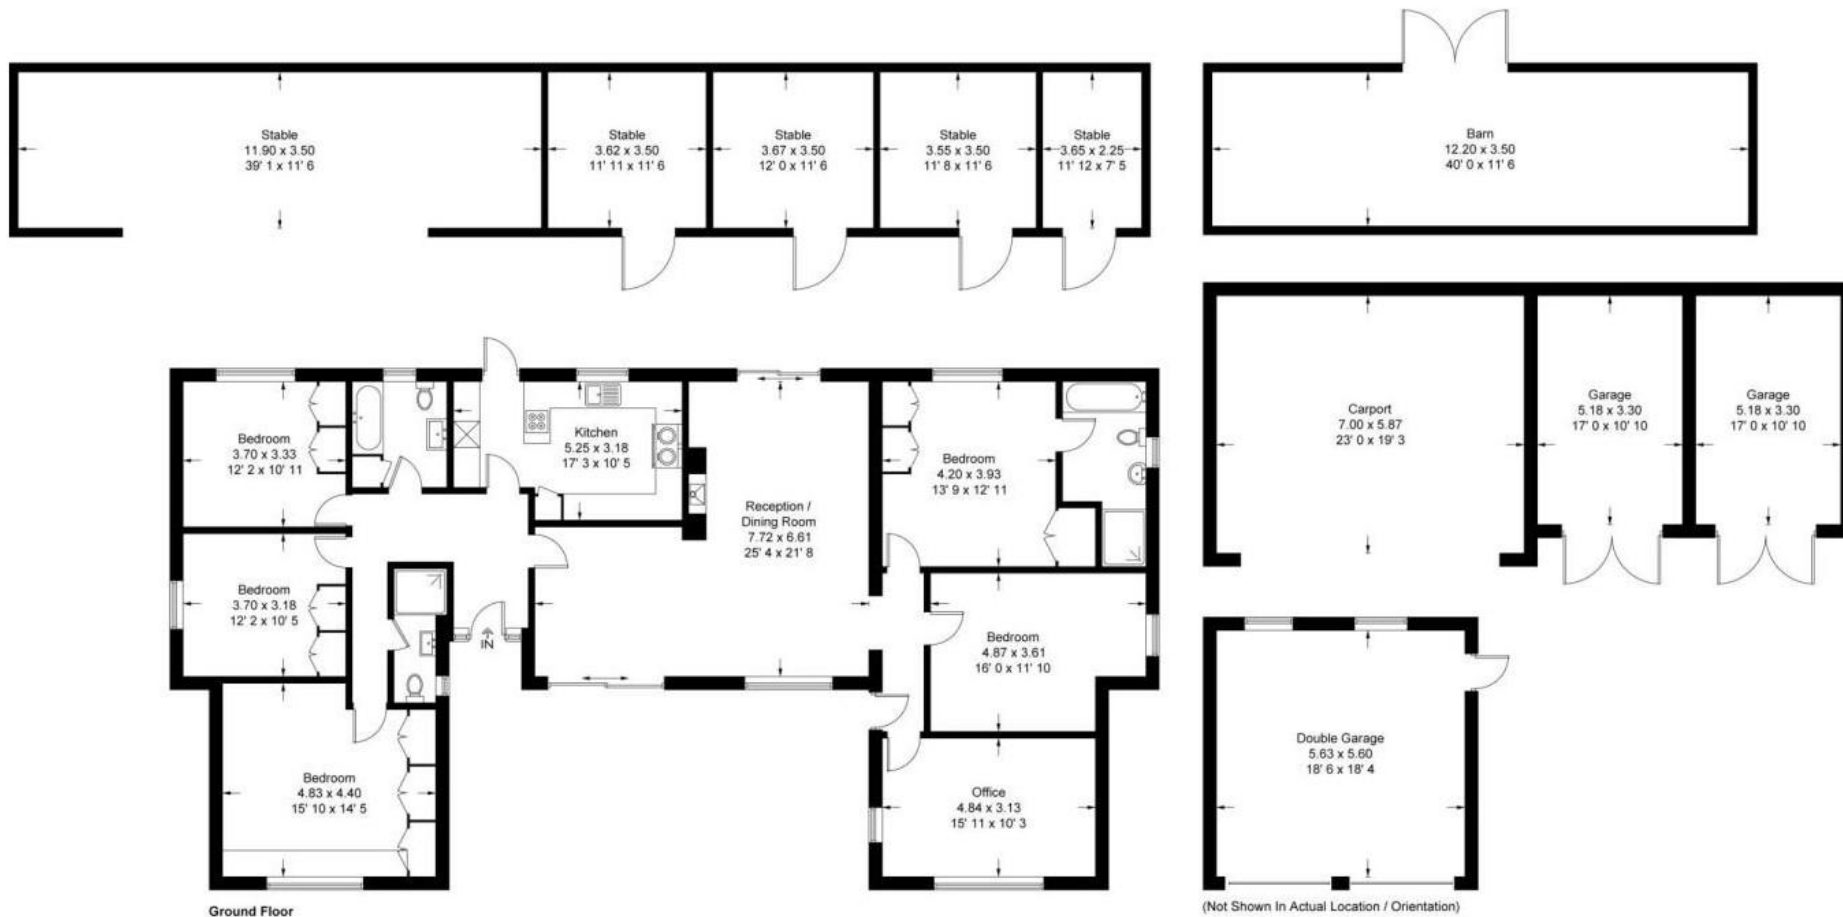 Stable
11.90 x 3.50
39' 1 x 11' 6
Stable
3.62 x 3.50
11' 11 x 11' 6
Stable
3.67 x 3.50
12' 0 x 11' 6
Stable
3.55 x 3.50
11' 8 x 11' 6
Stable
3.65 x 2.25
11' 12 x 7' 5
Barn
12.20 x 3.50
40' 0 x 11' 6
Bedroom
3.70 x 3.33
12' 2 x 10' 11
Kitchen
5.25 x 3.18
17' 3 x 10' 5
Reception /
Dining Room
7.72 x 6.61
25' 4 x 21' 8
Bedroom
4.20 x 3.93
13' 9 x 12' 11
Carport
7.00 x 5.87
23' 0 x 19' 3
Garage
5.18 x 3.30
17' 0 x 10' 10
Garage
5.18 x 3.30
17' 0 x 10' 10
Bedroom
3.70 x 3.18
12' 2 x 10' 5
IN
Bedroom
4.87 x 3.61
16' 0 x 11' 10
Bedroom
4.83 x 4.40
15' 10 x 14' 5
Office
4.84 x 3.13
15' 11 x 10' 3
Double Garage
5.63 x 5.60
18' 6 x 18' 4
Ground Floor
(Not Shown In Actual Location / Orientation)